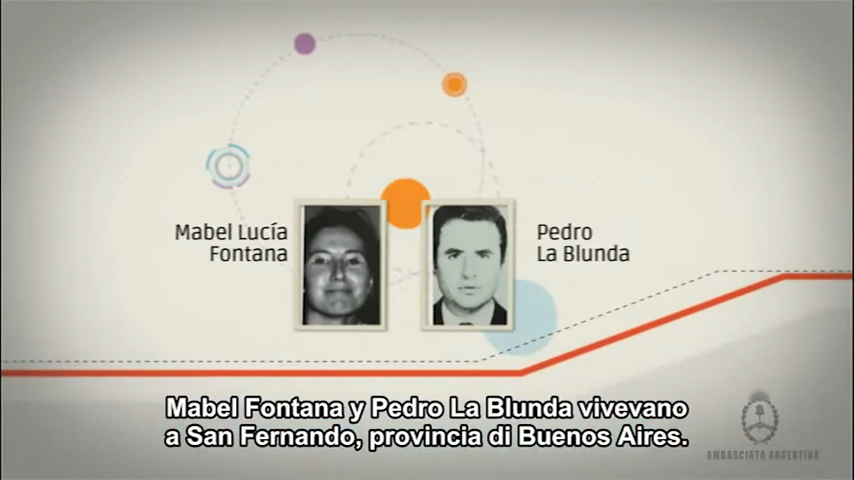 Mabel Lucía
Fontana
Pedro
La Blunda
Mabel Fontana y Pedro La Blunda vivevano
a San Fernando, provincia di Buenos Aires.
AMBASCIATA ARGENTINA